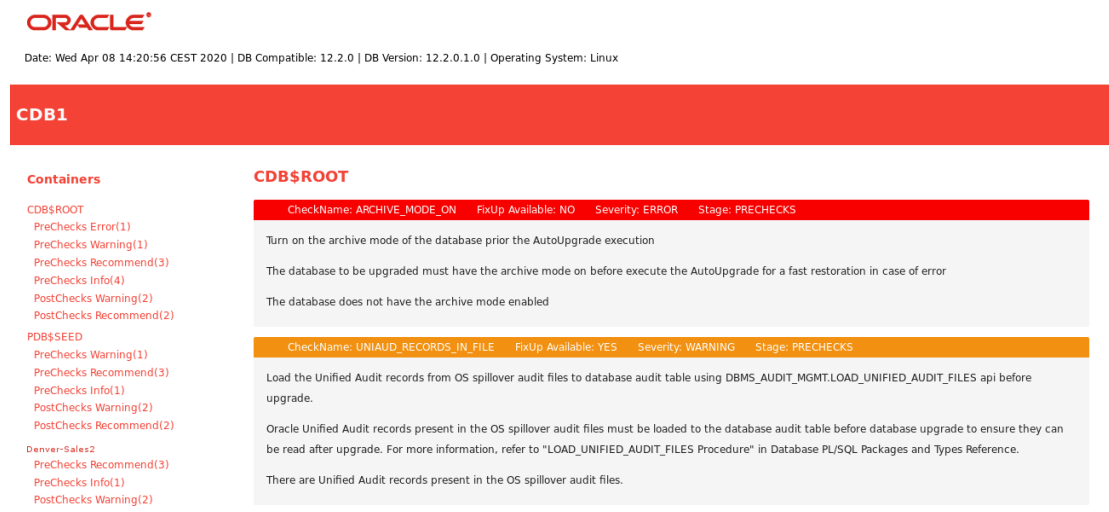 ORACLE
Date: Wed Apr 08 14:20:56 CEST 2020 | DB Compatible: 12.2.0 | DB Version: 12.2.0.1.0 | Operating System: Linux
CDB1
Containers
CDB$ROOT
PreChecks Error(1)
PreChecks Warning(1)
PreChecks Recommend(3)
PreChecks Info(4)
PostChecks Warning(2)
PostChecks Recommend(2)
PDB$SEED
PreChecks Warning(1)
PreChecks Recommend(3)
PreChecks Info(1)
PostChecks Warning(2)
PostChecks Recommend(2)
Denver-Sales2
PreChecks Recommend(3)
PreChecks Info(1)
PostChecks Warning(2)
CDB$ROOT
CheckName: ARCHIVE_MODE_ON FixUp Available: NO Severity: ERROR Stage: PRECHECKS
Turn on the archive mode of the database prior the AutoUpgrade execution
The database to be upgraded must have the archive mode on before execute the AutoUpgrade for a fast restoration in case of error
The database does not have the archive mode enabled
CheckName: UNIAUD_RECORDS_IN_FILE FixUp Available: YES Severity: WARNING Stage: PRECHECKS
Load the Unified Audit records from OS spillover audit files to database audit table using DBMS_AUDIT_MGMT.LOAD_UNIFIED_AUDIT_FILES api before
upgrade.
Oracle Unified Audit records present in the OS spillover audit files must be loaded to the database audit table before database upgrade to ensure they can
be read after upgrade. For more information, refer to "LOAD_UNIFIED_AUDIT_FILES Procedure" in Database PL/SQL Packages and Types Reference.
There are Unified Audit records present in the OS spillover audit files.